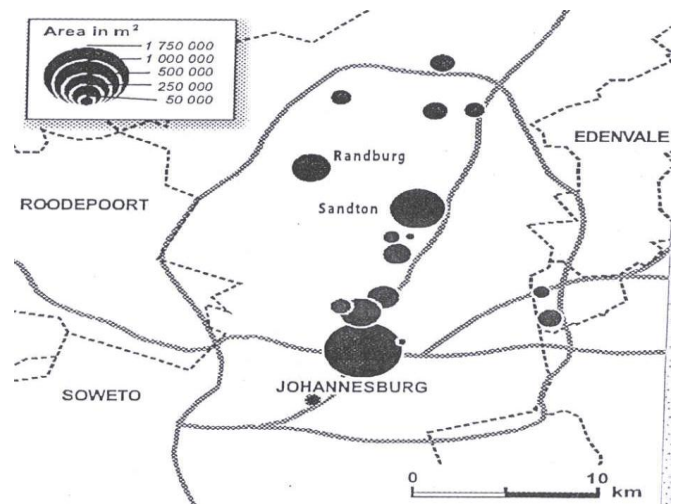 Area in m²
1 750 000
1 000 000
500 000
250 000
50 000
EDENVALE
Randburg
ROODEPOORT
Sandton
JOHANNESBURG
SOWETO
0 10
km